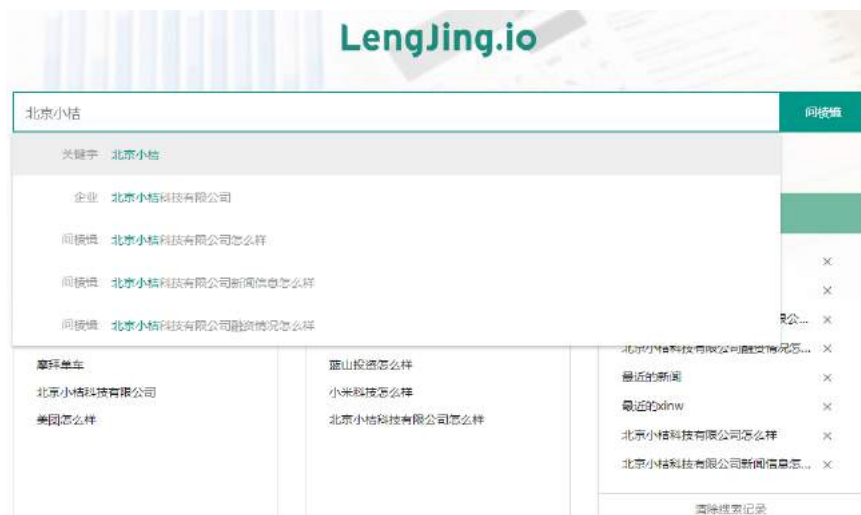 LengJing.io
北京小桔
问棱镜
关键字 北京小桔
企业 北京小桔科技有限公司
问棱镜 北京小桔科技有限公司怎么样
问棱镜 北京小桔科技有限公司新闻信息怎么样
问棱镜 北京小桔科技有限公司融资情况怎么样
限公... ×
北京小桔科技有限公司融资情况怎... ×
摩拜单车
蓝山投资怎么样
最近的新闻 ×
北京小桔科技有限公司
小米科技怎么样
最近的xinw ×
美团怎么样
北京小桔科技有限公司怎么样
北京小桔科技有限公司怎么样 ×
北京小桔科技有限公司新闻信息怎... ×
清除搜索记录